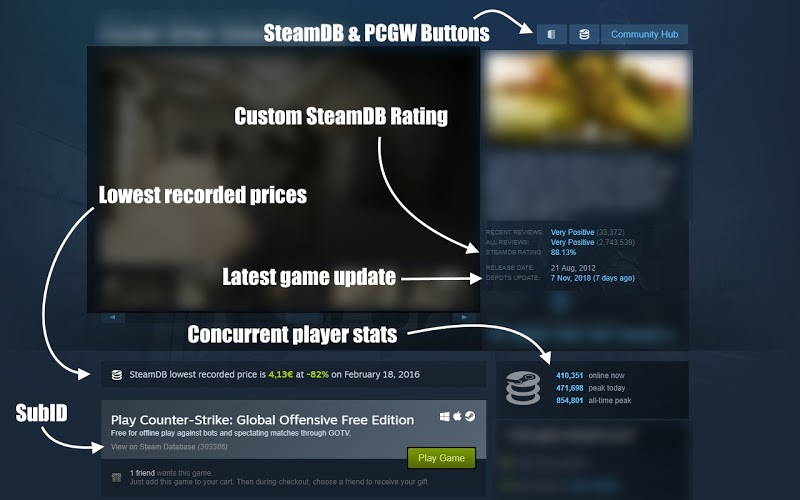 SteamDB & PCGW Buttons
Community Hub
Custom SteamDB Rating
Lowest recorded prices
RECENT REVIEWS: Very Positive (33,372)
ALL REVIEWS: Very Positive (2,743,539)
STEAMDB RATING: 88.13%
Latest game update
RELEASE DATE: 21 Aug, 2012
DEPOTS UPDATE: 7 Nov, 2018 (7 days ago)
Concurrent player stats
SteamDB lowest recorded price is 4,13€ at -82% on February 18, 2016
410,351 online now
471,698 peak today
854,801 all-time peak
SubID
Play Counter-Strike: Global Offensive Free Edition
Free for offline play against bots and spectating matches through GOTV.
View on Steam Database (303386)
Play Game
1 friend wants this game.
Just add this game to your cart. Then during checkout, choose a friend to receive your gift.